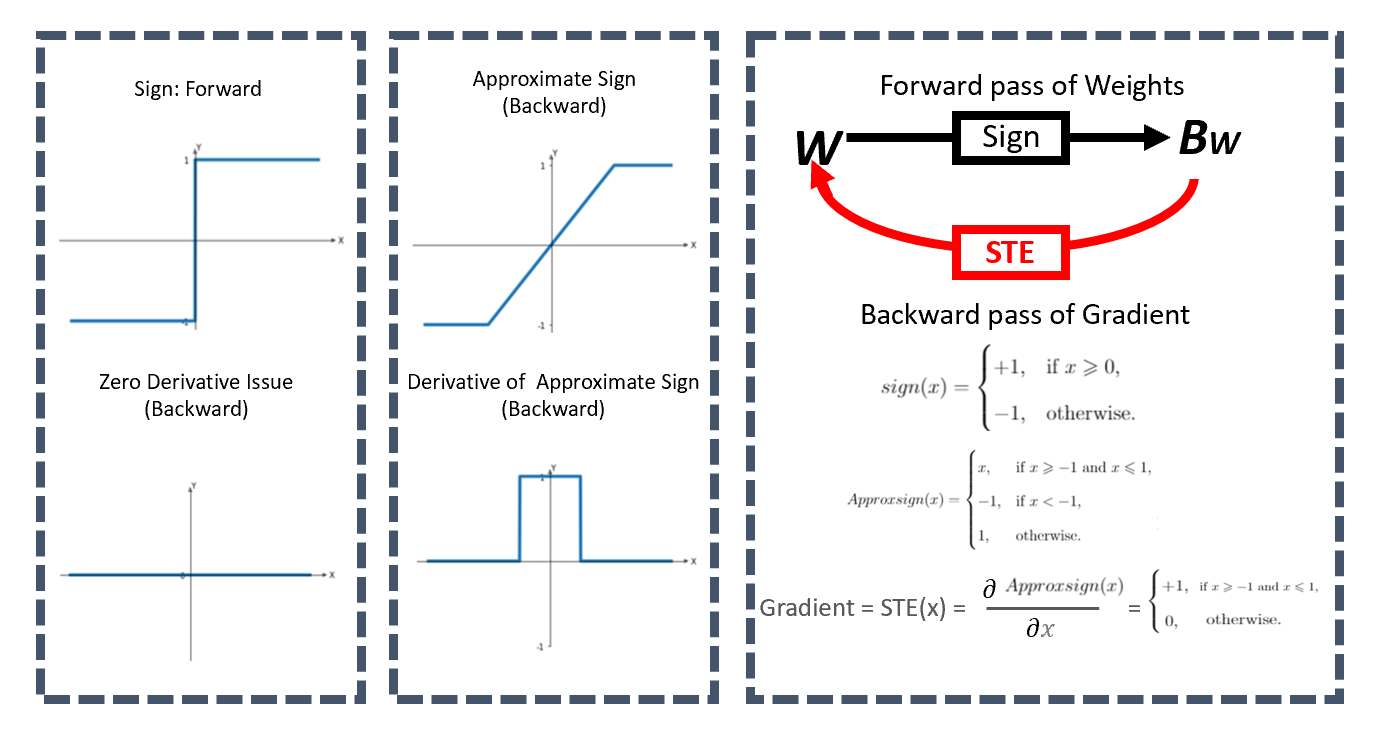 Sign: Forward
Y
1
X
-1
Zero Derivative Issue
(Backward)
Y
0
X
Approximate Sign
(Backward)
Y
1
X
-1
Derivative of Approximate Sign
(Backward)
Y
1
X
-1
Forward pass of Weights
W Sign Bw
STE
Backward pass of Gradient
sign(x) = { +1, if x ⩾ 0,
−1, otherwise.
Approxsign(x) = { x, if x ⩾ −1 and x ⩽ 1,
−1, if x < −1,
1, otherwise.
Gradient = STE(x) = ∂ Approxsign(x) / ∂x = { +1, if x ⩾ −1 and x ⩽ 1,
0, otherwise.